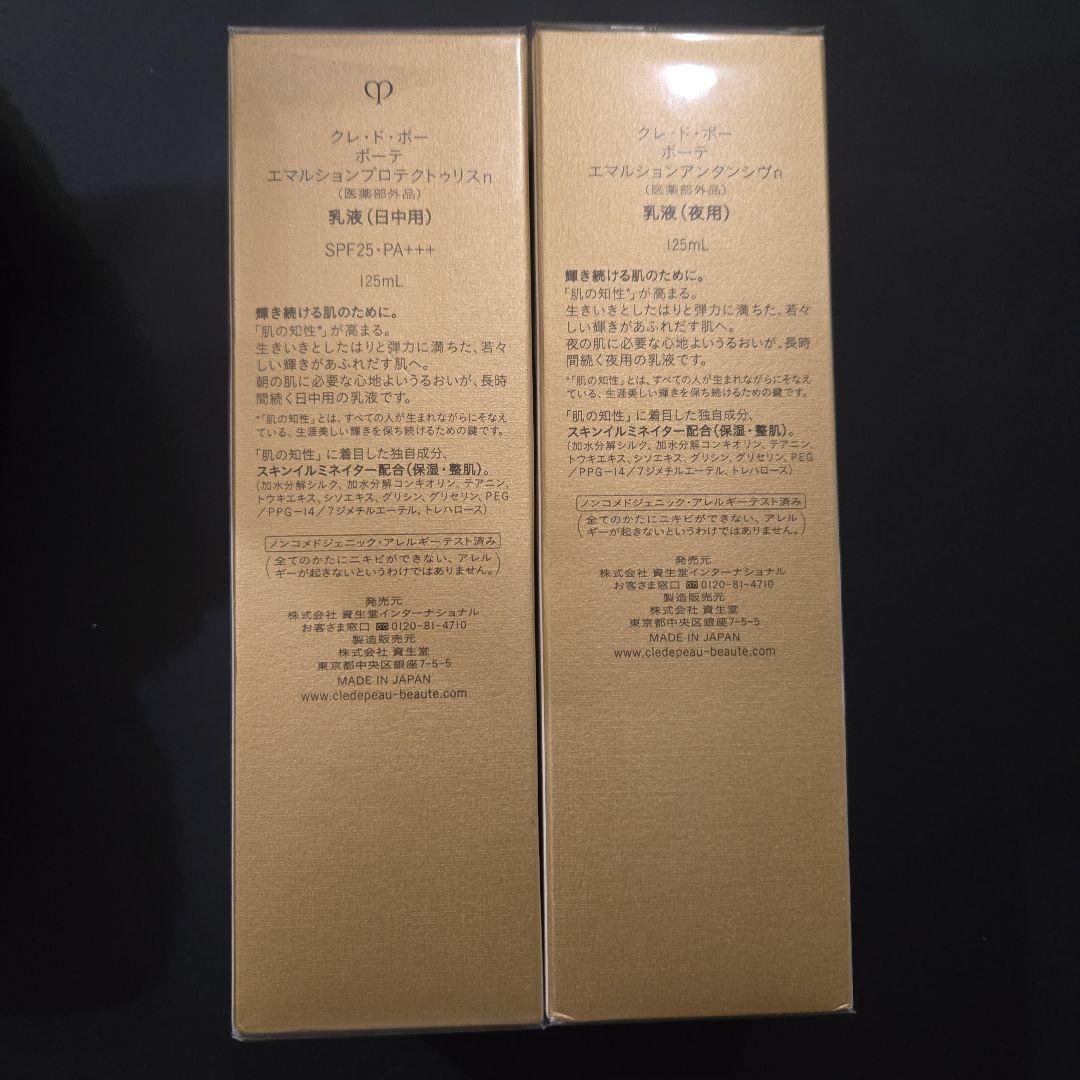 クレ・ド・ポー
ボーテ
エマルションプロテクトゥリスn
(医薬部外品)
乳液(日中用)
SPF25・PA+++
125mL
輝き続ける肌のために。
「肌の知性*」が高まる。
生きいきとしたはりと弾力に満ちた、若々
しい輝きがあふれだす肌へ。
朝の肌に必要な心地よいうるおいが、長時
間続く日中用の乳液です。
*「肌の知性」とは、すべての人が生まれながらにそなえ
ている、生涯美しい輝きを保ち続けるための鍵です。
「肌の知性」に着目した独自成分、
スキンイルミネイター配合(保湿・整肌)。
(加水分解シルク、加水分解コンキオリン、テアニン、
トウキエキス、シソエキス、グリシン、グリセリン、PEG
/PPG-14/7ジメチルエーテル、トレハロース)
ノンコメドジェニック・アレルギーテスト済み
(全てのかたにニキビができない、アレル
ギーが起きないというわけではありません。)
発売元
株式会社 資生堂インターナショナル
お客さま窓口 0120-81-4710
製造販売元
株式会社 資生堂
東京都中央区銀座7-5-5
MADE IN JAPAN
www.cledepeau-beaute.com
クレ・ド・ポー
ボーテ
エマルションアンタンシヴn
(医薬部外品)
乳液(夜用)
125mL
輝き続ける肌のために。
「肌の知性*」が高まる。
生きいきとしたはりと弾力に満ちた、若々
しい輝きがあふれだす肌へ。
夜の肌に必要な心地よいうるおいが、長時
間続く夜用の乳液です。
*「肌の知性」とは、すべての人が生まれながらにそなえ
ている、生涯美しい輝きを保ち続けるための鍵です。
「肌の知性」に着目した独自成分、
スキンイルミネイター配合(保湿・整肌)。
(加水分解シルク、加水分解コンキオリン、テアニン、
トウキエキス、シソエキス、グリシン、グリセリン、PEG
/PPG-14/7ジメチルエーテル、トレハロース)
ノンコメドジェニック・アレルギーテスト済み
(全てのかたにニキビができない、アレル
ギーが起きないというわけではありません。)
発売元
株式会社 資生堂インターナショナル
お客さま窓口 0120-81-4710
製造販売元
株式会社 資生堂
東京都中央区銀座7-5-5
MADE IN JAPAN
www.cledepeau-beaute.com